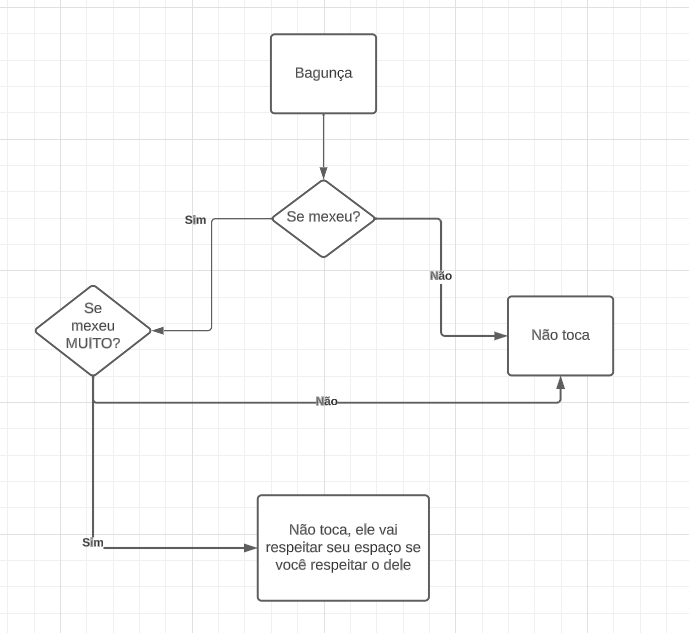 Bagunça
Se mexeu?
Sim
Não
Se
mexeu
MUITO?
Não toca
Não
Sim
Não toca, ele vai
respeitar seu espaço se
você respeitar o dele